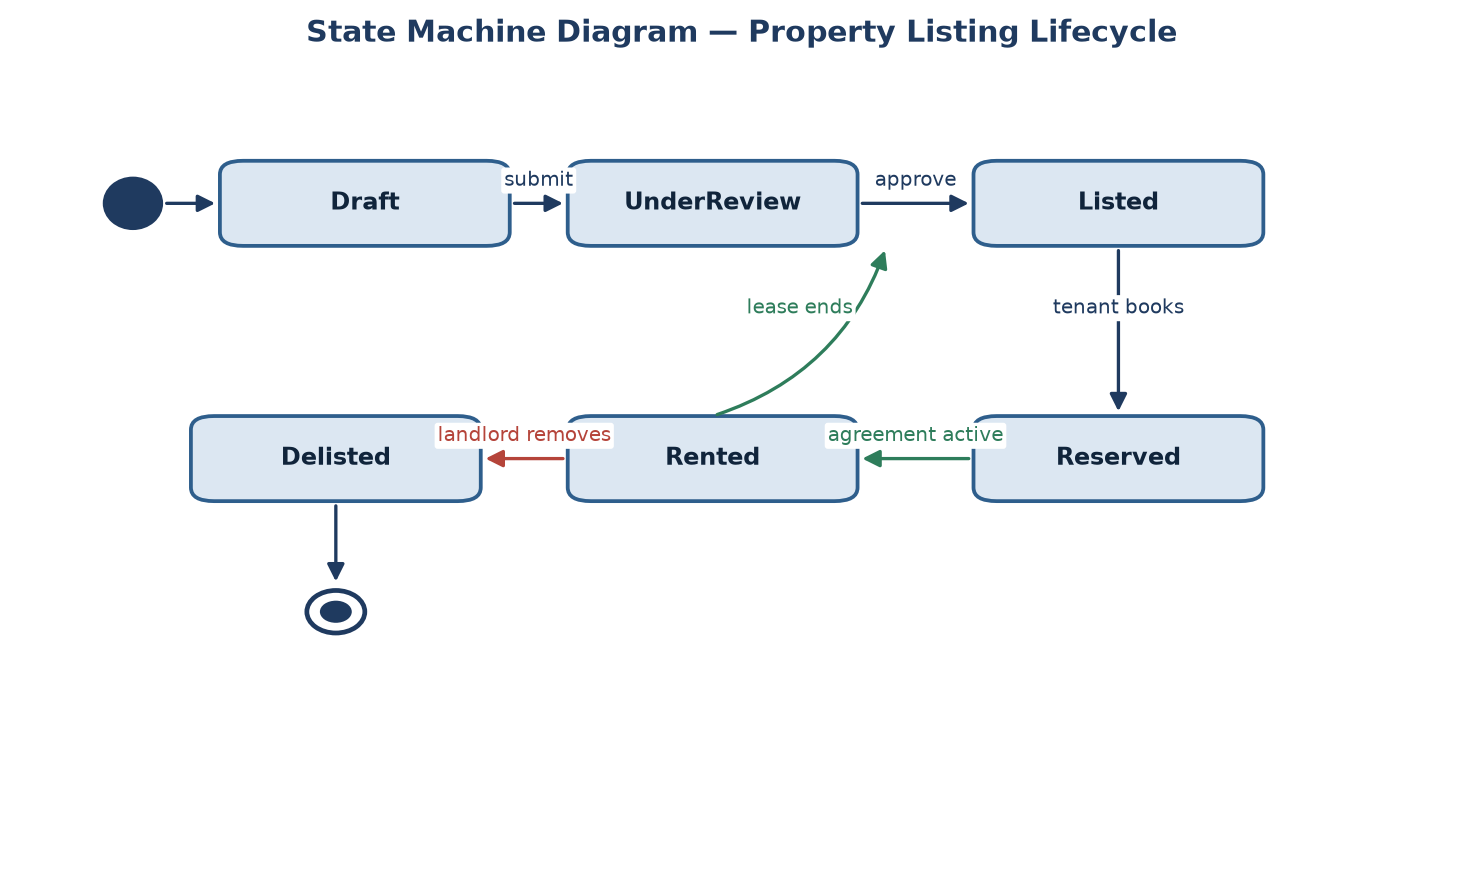 State Machine Diagram — Property Listing Lifecycle
Draft
submit
UnderReview
approve
Listed
lease ends
tenant books
Delisted
landlord removes
Rented
agreement active
Reserved